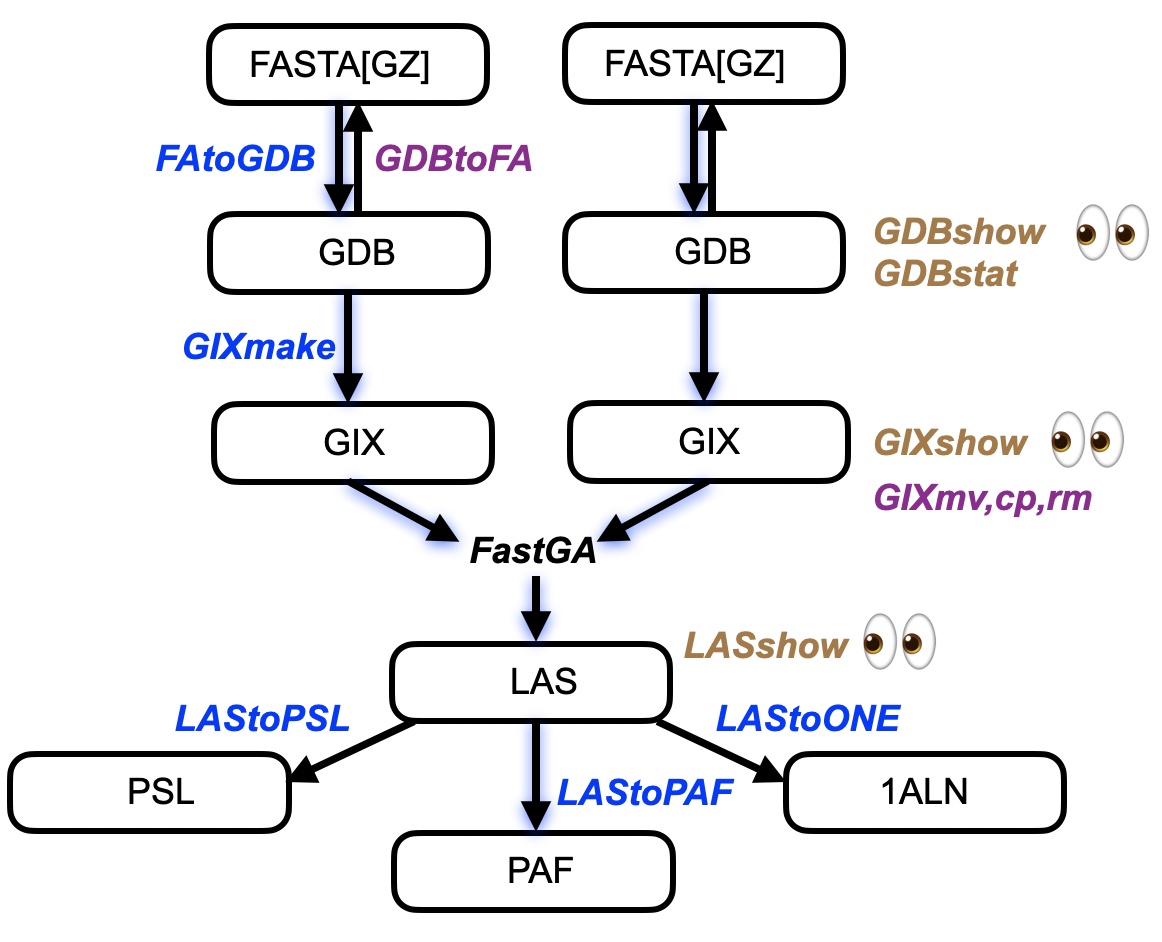 FASTA[GZ]
FASTA[GZ]
FAtoGDB
GDBtoFA
GDB
GDB
GDBshow
GDBstat
GIXmake
GIX
GIX
GIXshow
GIXmv,cp,rm
FastGA
LAS
LASshow
LAStoPSL
LAStoONE
PSL
LAStoPAF
1ALN
PAF